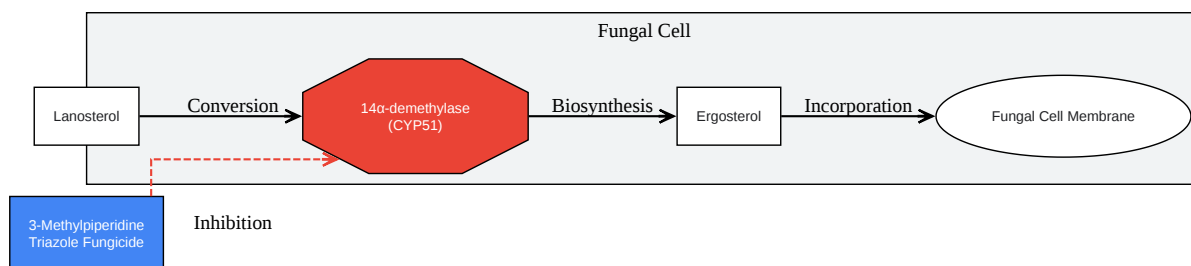 Fungal Cell
Lanosterol
Conversion
14α-demethylase
(CYP51)
Biosynthesis
Ergosterol
Incorporation
Fungal Cell Membrane
3-Methylpiperidine
Triazole Fungicide
Inhibition